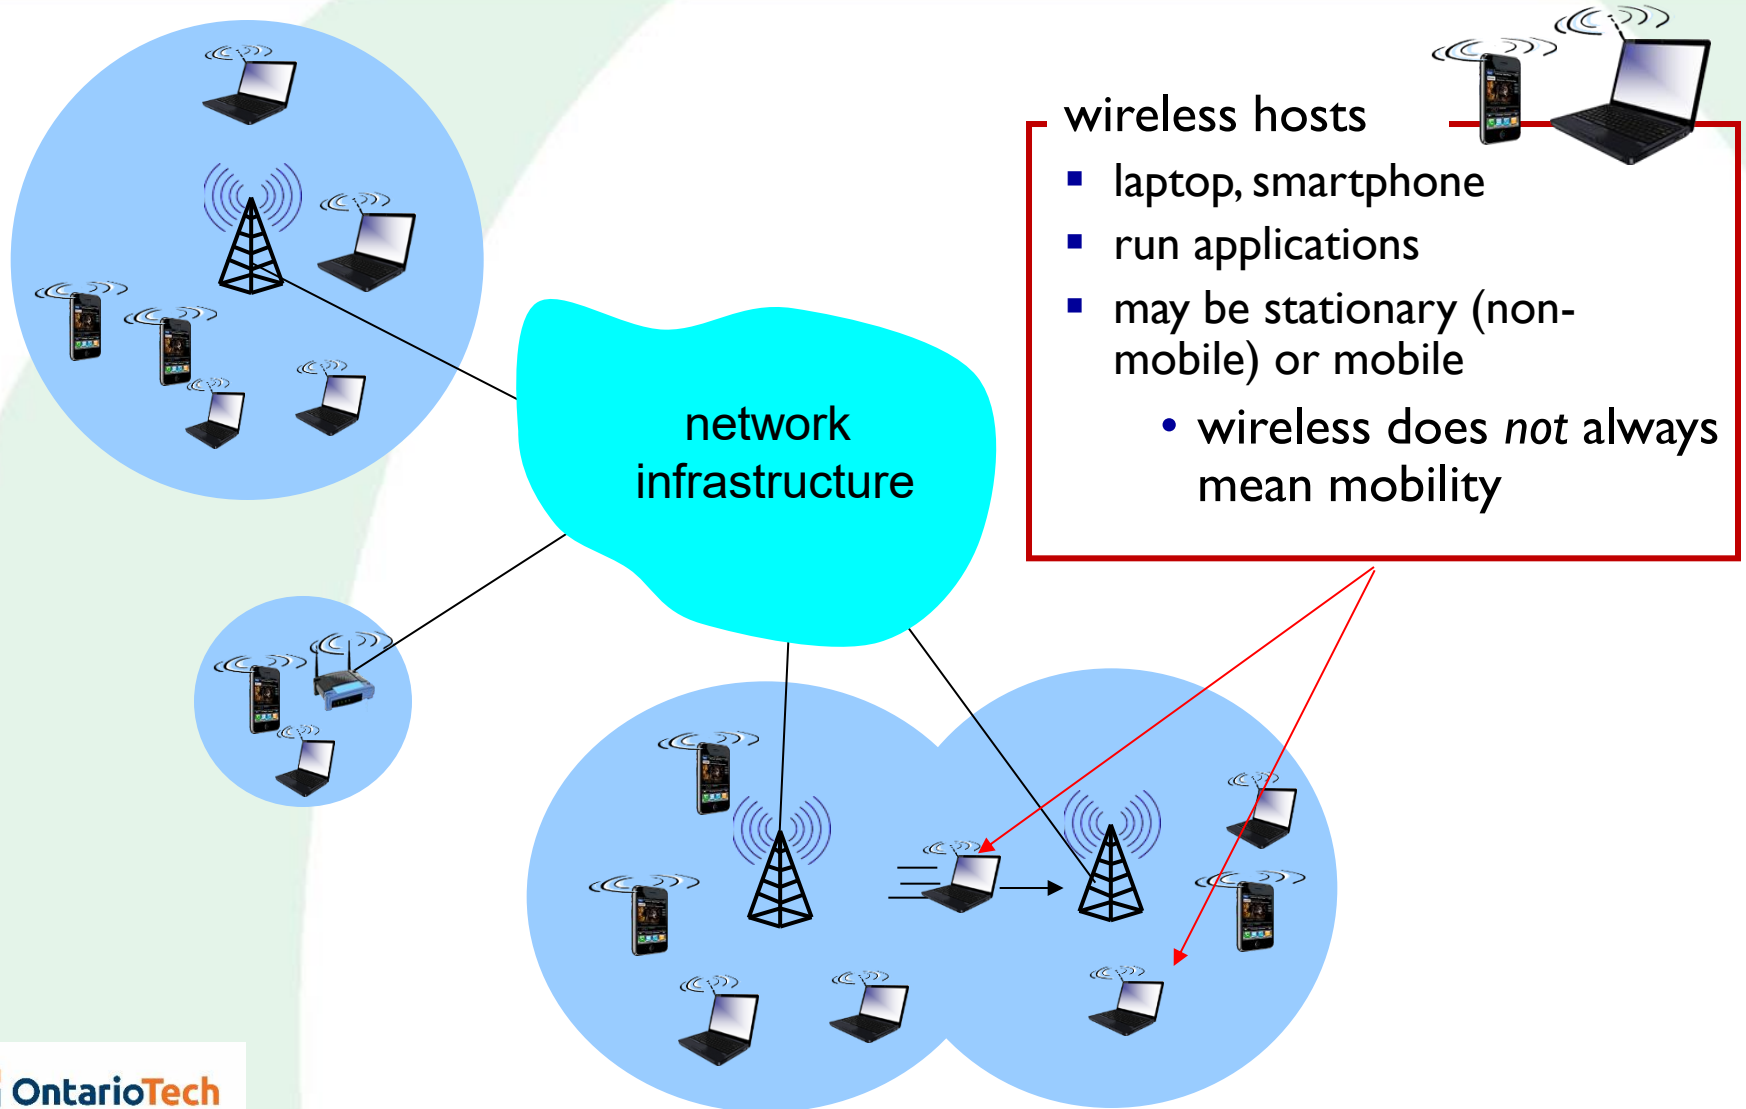 wireless hosts
▪ laptop, smartphone
▪ run applications
▪ may be stationary (non-
mobile) or mobile
• wireless does not always
mean mobility
network
infrastructure
OntarioTech